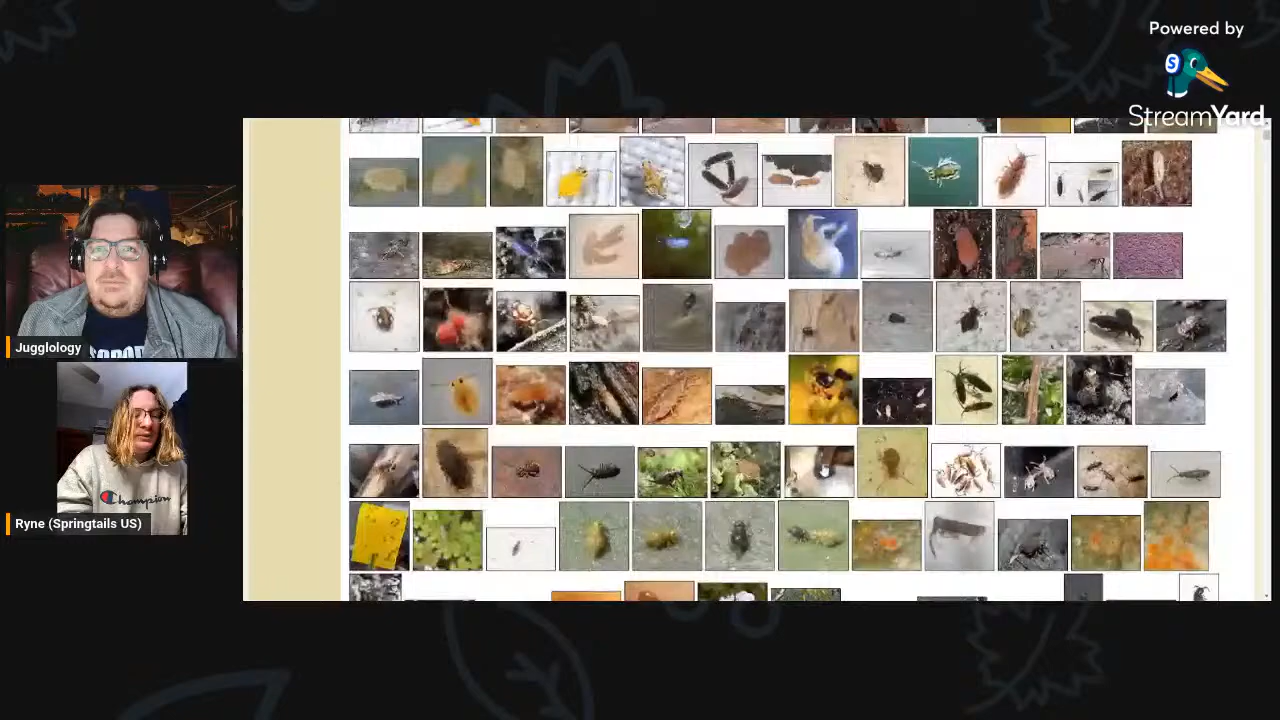 Powered by
S
StreamYard
Jugglology
Champion
Ryne (Springtails US)